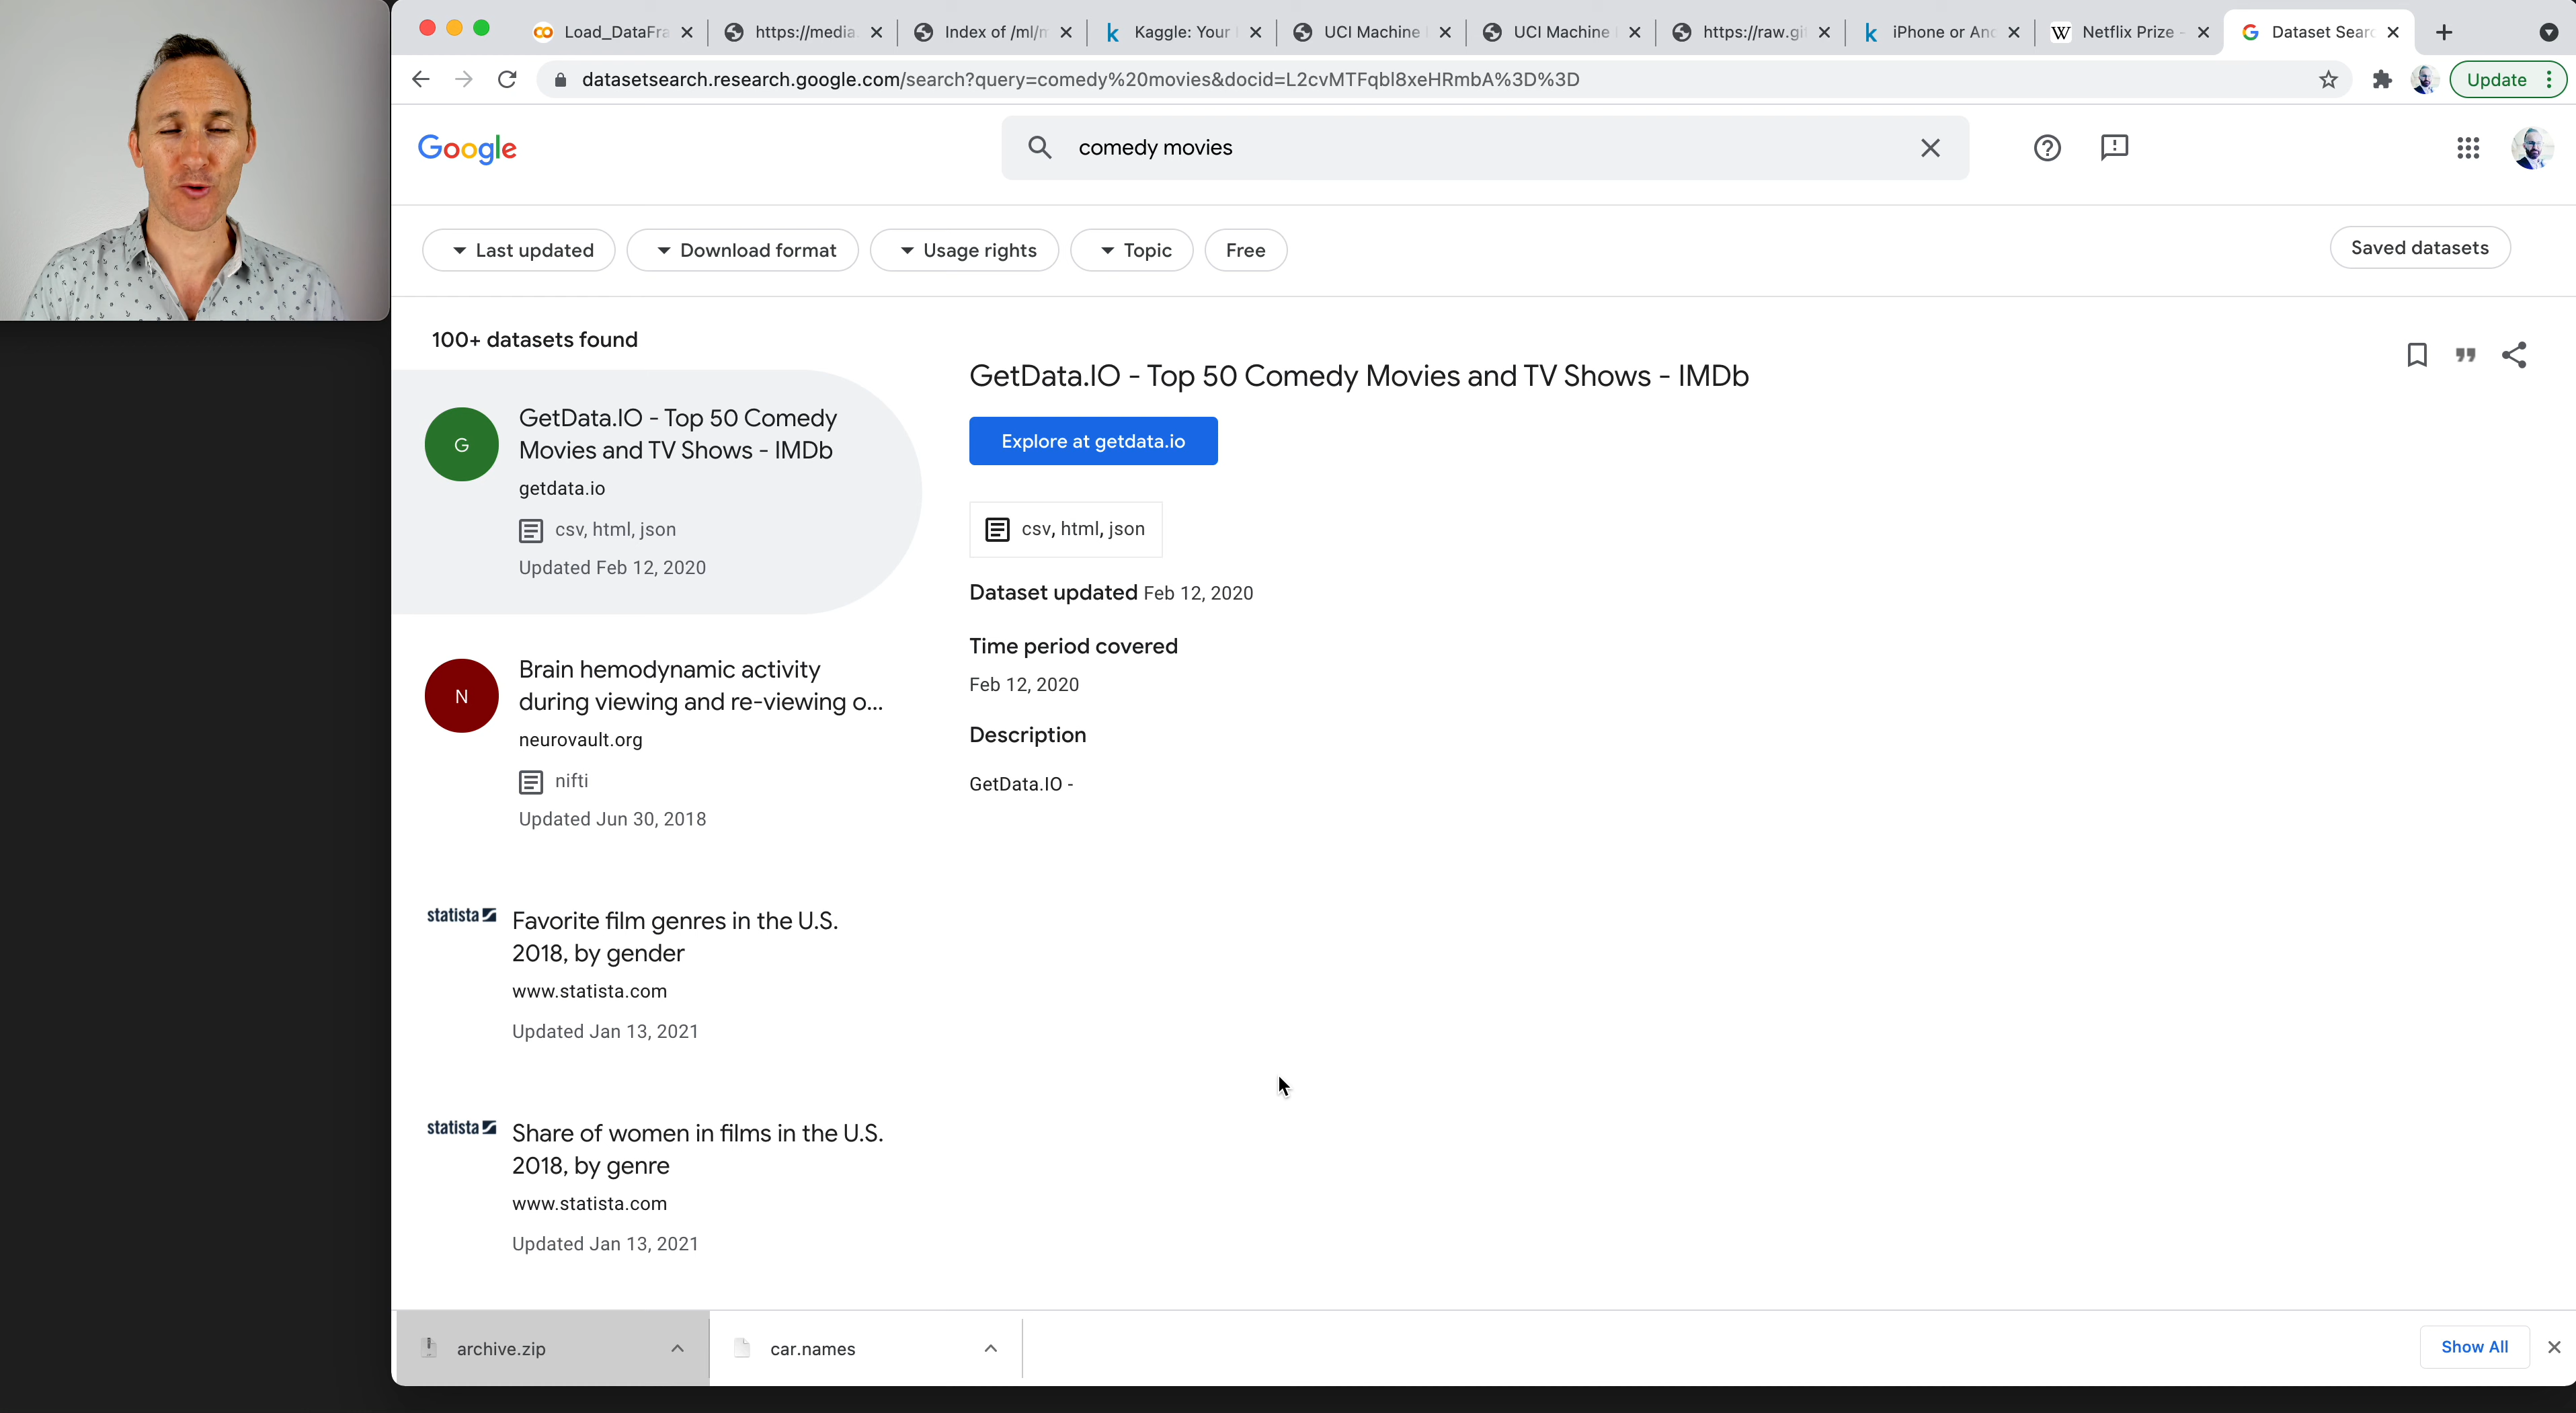 Load_DataFra
https://media.
Index of /ml/m
Kaggle: Your
UCI Machine
UCI Machine
https://raw.gi
iPhone or An
Netflix Prize -
Dataset Sear
datasetsearch.research.google.com/search?query=comedy%20movies&docid=L2cvMTFqbl8xeHRmbA%3D%3D
Update
Google
comedy movies
Last updated
Download format
Usage rights
Topic
Free
Saved datasets
100+ datasets found
G
GetData.IO - Top 50 Comedy
Movies and TV Shows - IMDb
getdata.io
csv, html, json
Updated Feb 12, 2020
N
Brain hemodynamic activity
during viewing and re-viewing o...
neurovault.org
nifti
Updated Jun 30, 2018
statista
Favorite film genres in the U.S.
2018, by gender
www.statista.com
Updated Jan 13, 2021
statista
Share of women in films in the U.S.
2018, by genre
www.statista.com
Updated Jan 13, 2021
GetData.IO - Top 50 Comedy Movies and TV Shows - IMDb
Explore at getdata.io
csv, html, json
Dataset updated Feb 12, 2020
Time period covered
Feb 12, 2020
Description
GetData.IO -
archive.zip
car.names
Show All